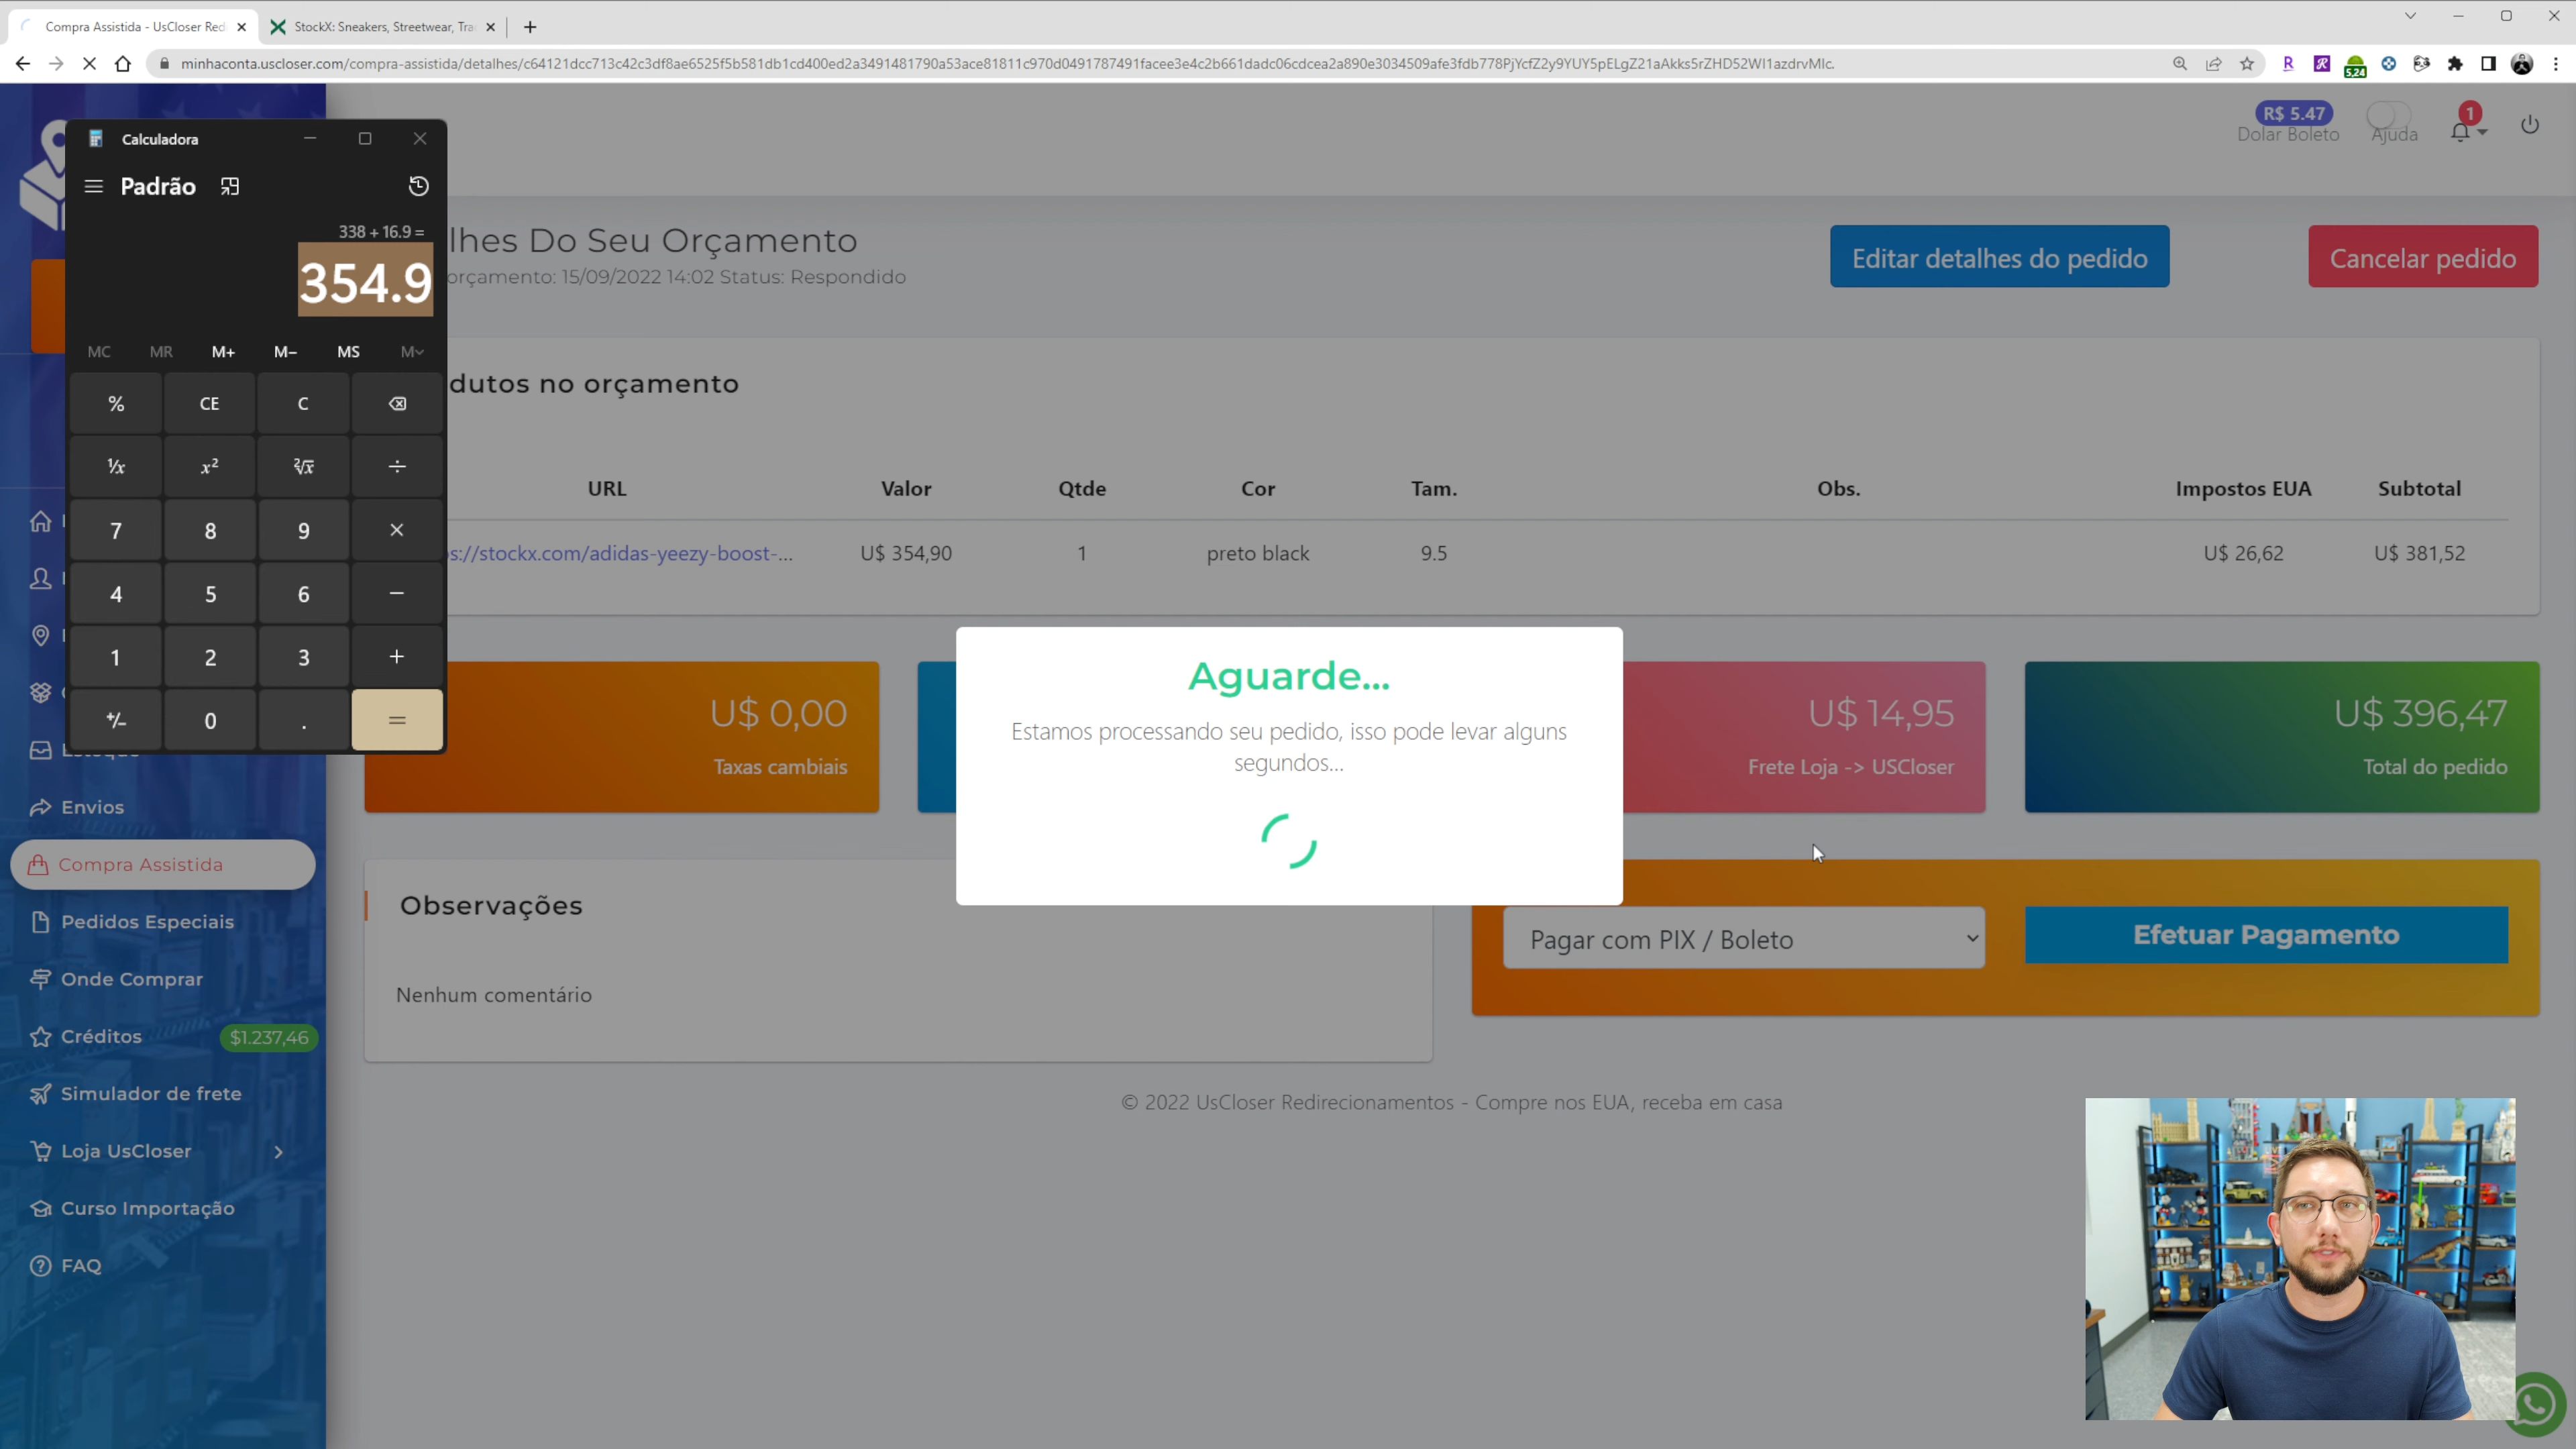 Compra Assistida - UsCloser Red
StockX: Sneakers, Streetwear, Tra
minhaconta.uscloser.com/compra-assistida/detalhes/c64121dcc713c42c3df8ae6525f5b581db1cd400ed2a3491481790a53ace81811c970d0491787491facee3e4c2b661dadc06cdcea2a890e3034509afe3fdb778PjYcfZ2y9YUY5pELgZ21aAkks5rZHD52WI1azdrvMlc.
5,24
R$ 5.47
Dolar Boleto
Ajuda
1
Calculadora
Padrão
338 + 16.9 =
354.9
MC MR M+ M− MS M
% CE C
1/x x² ²√x ÷
7 8 9 ×
4 5 6 −
1 2 3 +
+/− 0 . =
lhes Do Seu Orçamento
orçamento: 15/09/2022 14:02 Status: Respondido
Editar detalhes do pedido
Cancelar pedido
dutos no orçamento
URL Valor Qtde Cor Tam. Obs. Impostos EUA Subtotal
s://stockx.com/adidas-yeezy-boost-... U$ 354,90 1 preto black 9.5 U$ 26,62 U$ 381,52
U$ 0,00
Taxas cambiais
Aguarde...
Estamos processando seu pedido, isso pode levar alguns
segundos...
U$ 14,95
Frete Loja -> USCloser
U$ 396,47
Total do pedido
Envios
Compra Assistida
Pedidos Especiais
Onde Comprar
Créditos $1.237,46
Simulador de frete
Loja UsCloser
Curso Importação
FAQ
Observações
Nenhum comentário
Pagar com PIX / Boleto
Efetuar Pagamento
© 2022 UsCloser Redirecionamentos - Compre nos EUA, receba em casa